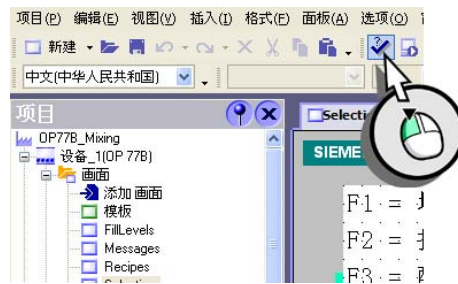 项目(P) 编辑(E) 视图(V) 插入(I) 格式(F) 面板(A) 选项(O)
新建
中文(中华人民共和国)
项目
Selecti
OP77B_Mixing
设备_1(OP 77B)
SIEME
画面
添加 画面
模板
F1 =
FillLevels
F2 =
Messages
Recipes
F3 =